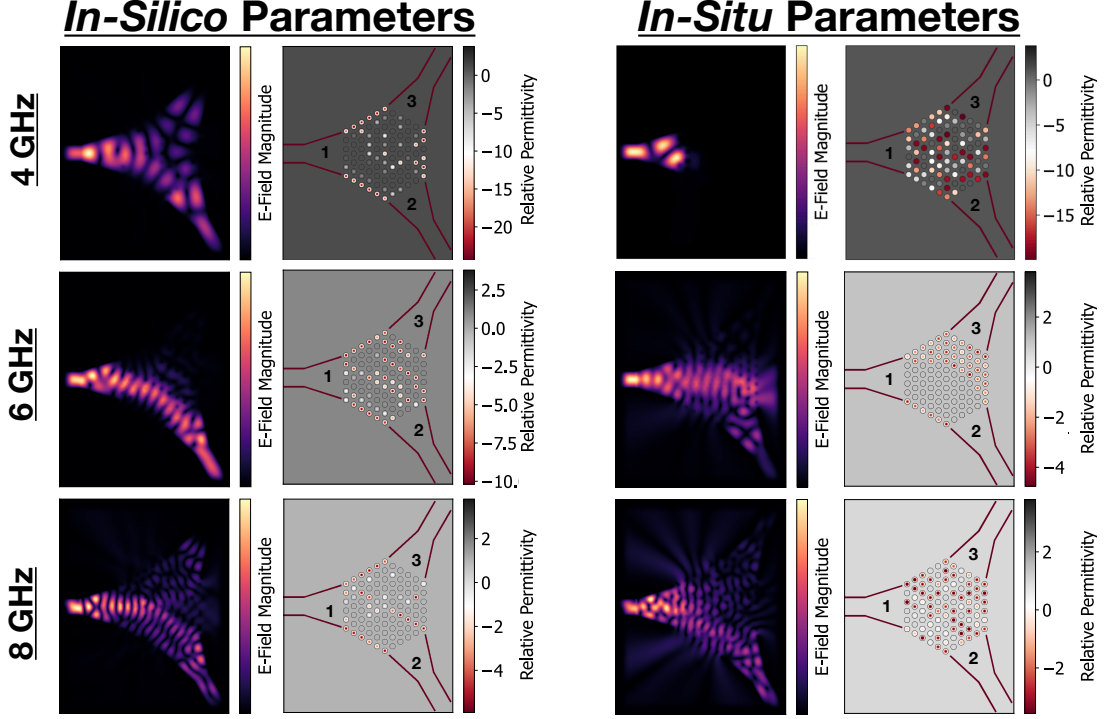 In-Silico Parameters
In-Situ Parameters
4 GHz
E-Field Magnitude
1
2
3
0
−5
−10
−15
−20
Relative Permittivity
E-Field Magnitude
1
2
3
0
−5
−10
−15
Relative Permittivity
6 GHz
E-Field Magnitude
1
2
3
2.5
0.0
−2.5
−5.0
−7.5
−10.
Relative Permittivity
E-Field Magnitude
1
2
3
2
0
−2
−4
Relative Permittivity
8 GHz
E-Field Magnitude
1
2
3
2
0
−2
−4
Relative Permittivity
E-Field Magnitude
1
2
3
2
0
−2
Relative Permittivity